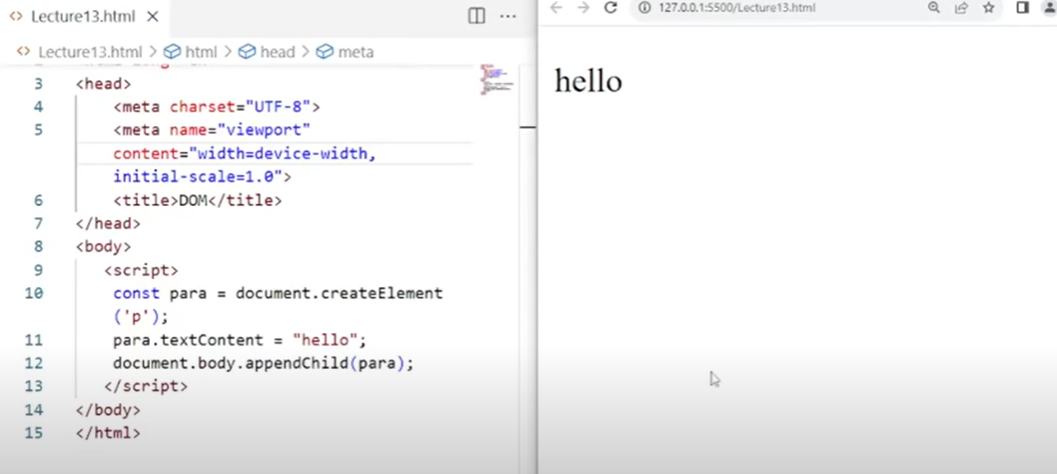 Lecture13.html
Lecture13.html > html > head > meta
3 <head>
4 <meta charset="UTF-8">
5 <meta name="viewport"
content="width=device-width,
initial-scale=1.0">
6 <title>DOM</title>
7 </head>
8 <body>
9 <script>
10 const para = document.createElement
('p');
11 para.textContent = "hello";
12 document.body.appendChild(para);
13 </script>
14 </body>
15 </html>
127.0.0.1:5500/Lecture13.html
hello